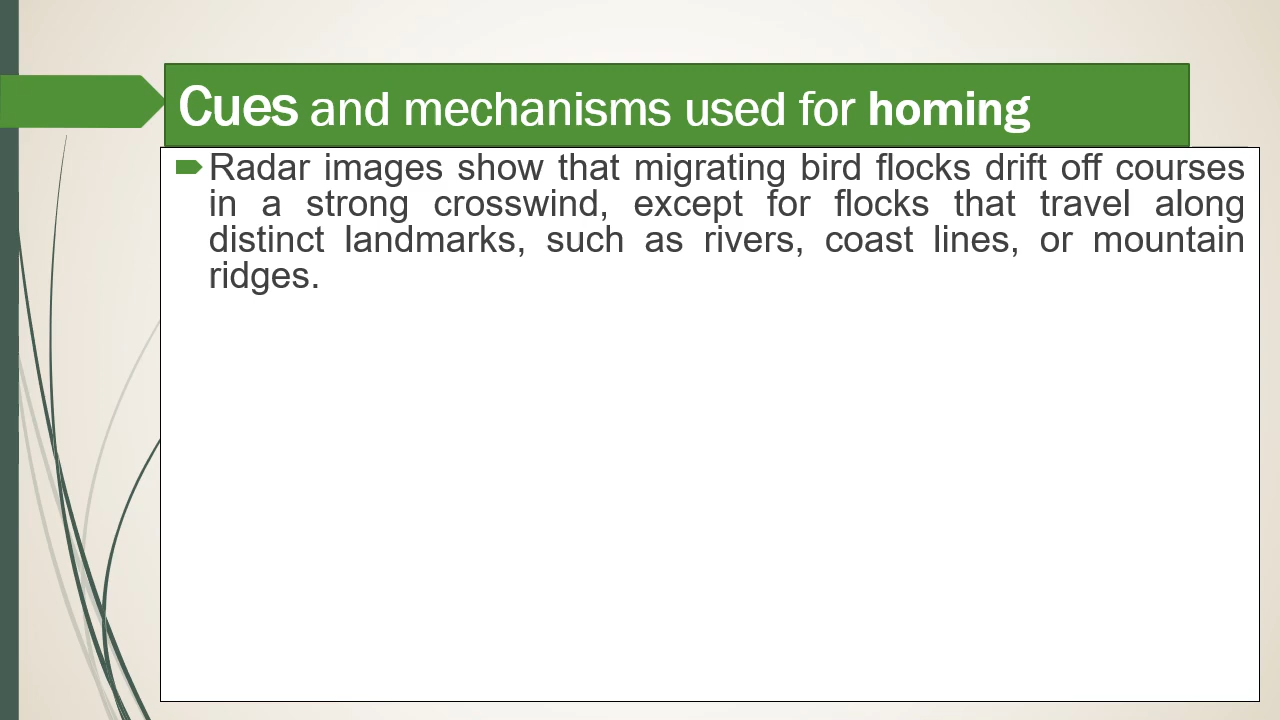 Cues and mechanisms used for homing
Radar images show that migrating bird flocks drift off courses
in a strong crosswind, except for flocks that travel along
distinct landmarks, such as rivers, coast lines, or mountain
ridges.